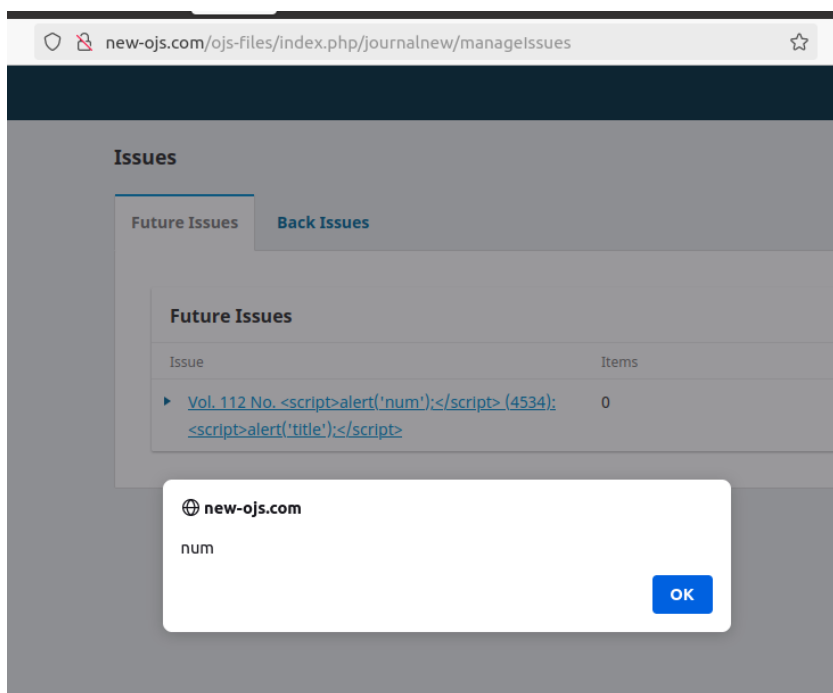 new-ojs.com/ojs-files/index.php/journalnew/manageIssues
Issues
Future Issues
Back Issues
Future Issues
Issue
Items
Vol. 112 No. <script>alert('num');</script> (4534):
0
<script>alert('title');</script>
new-ojs.com
num
OK